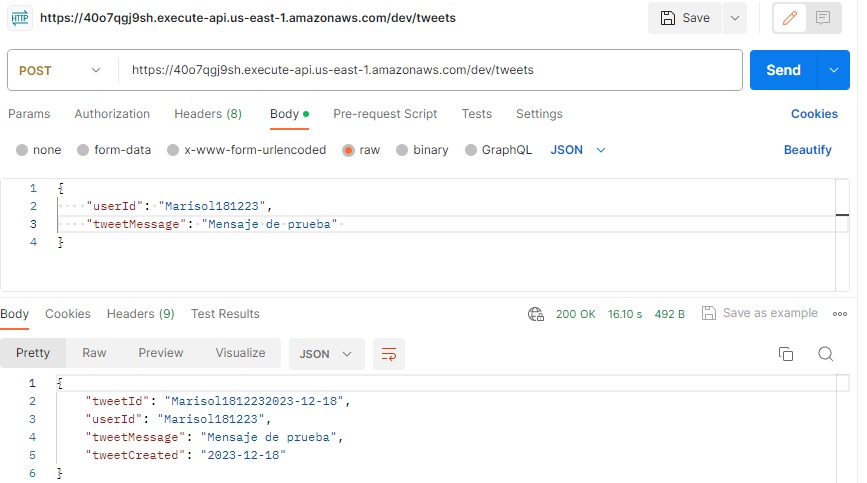 HTTP https://40o7qgj9sh.execute-api.us-east-1.amazonaws.com/dev/tweets Save
POST https://40o7qgj9sh.execute-api.us-east-1.amazonaws.com/dev/tweets Send
Params Authorization Headers (8) Body Pre-request Script Tests Settings Cookies
none form-data x-www-form-urlencoded raw binary GraphQL JSON Beautify
1 {
2 "userId": "Marisol181223",
3 "tweetMessage": "Mensaje de prueba"
4 }
Body Cookies Headers (9) Test Results 200 OK 16.10 s 492 B Save as example
Pretty Raw Preview Visualize JSON
1 {
2 "tweetId": "Marisol1812232023-12-18",
3 "userId": "Marisol181223",
4 "tweetMessage": "Mensaje de prueba",
5 "tweetCreated": "2023-12-18"
6 }